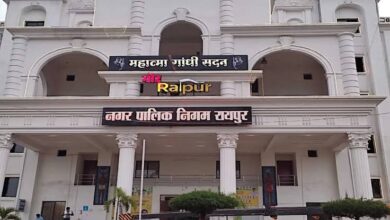 महात्मा गांधी सदन
मोर
Raipur
नगर पालिक निगम रायपुर